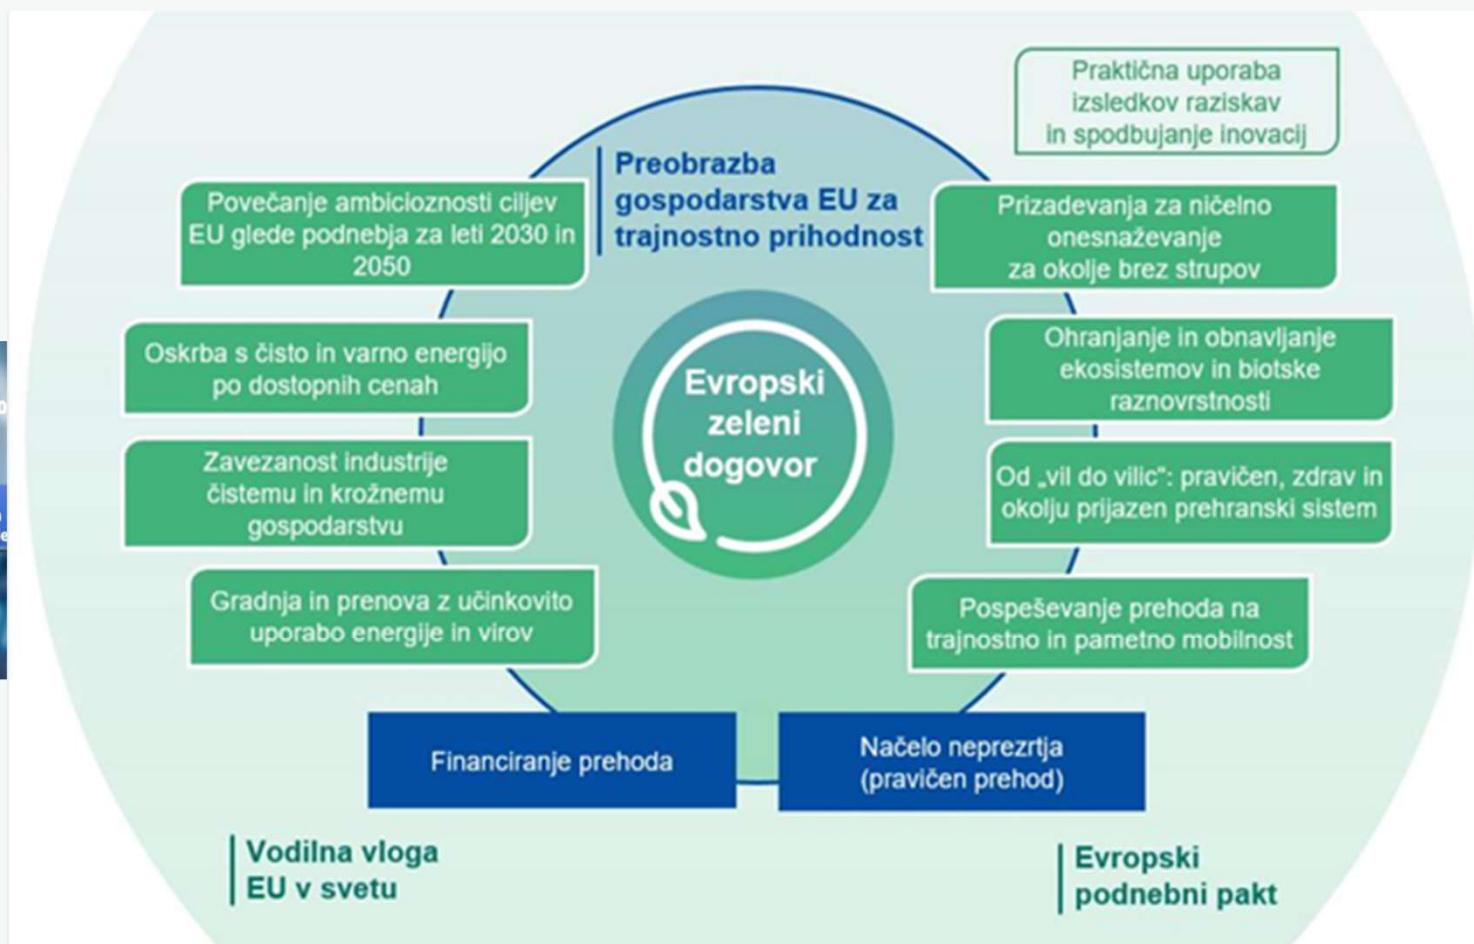 Praktična uporaba
izsledkov raziskav
in spodbujanje inovacij
Preobrazba
gospodarstva EU za
trajnostno prihodnost
Povečanje ambicioznosti ciljev
EU glede podnebja za leti 2030 in
2050
Prizadevanja za ničelno
onesnaževanje
za okolje brez strupov
Oskrba s čisto in varno energijo
po dostopnih cenah
Ohranjanje in obnavljanje
ekosistemov in biotske
raznovrstnosti
Evropski
zeleni
dogovor
Zavezanost industrije
čistemu in krožnemu
gospodarstvu
Od „vil do vilic“: pravičen, zdrav in
okolju prijazen prehranski sistem
Gradnja in prenova z učinkovito
uporabo energije in virov
Pospeševanje prehoda na
trajnostno in pametno mobilnost
Financiranje prehoda
Načelo neprezrtja
(pravičen prehod)
Vodilna vloga
EU v svetu
Evropski
podnebni pakt